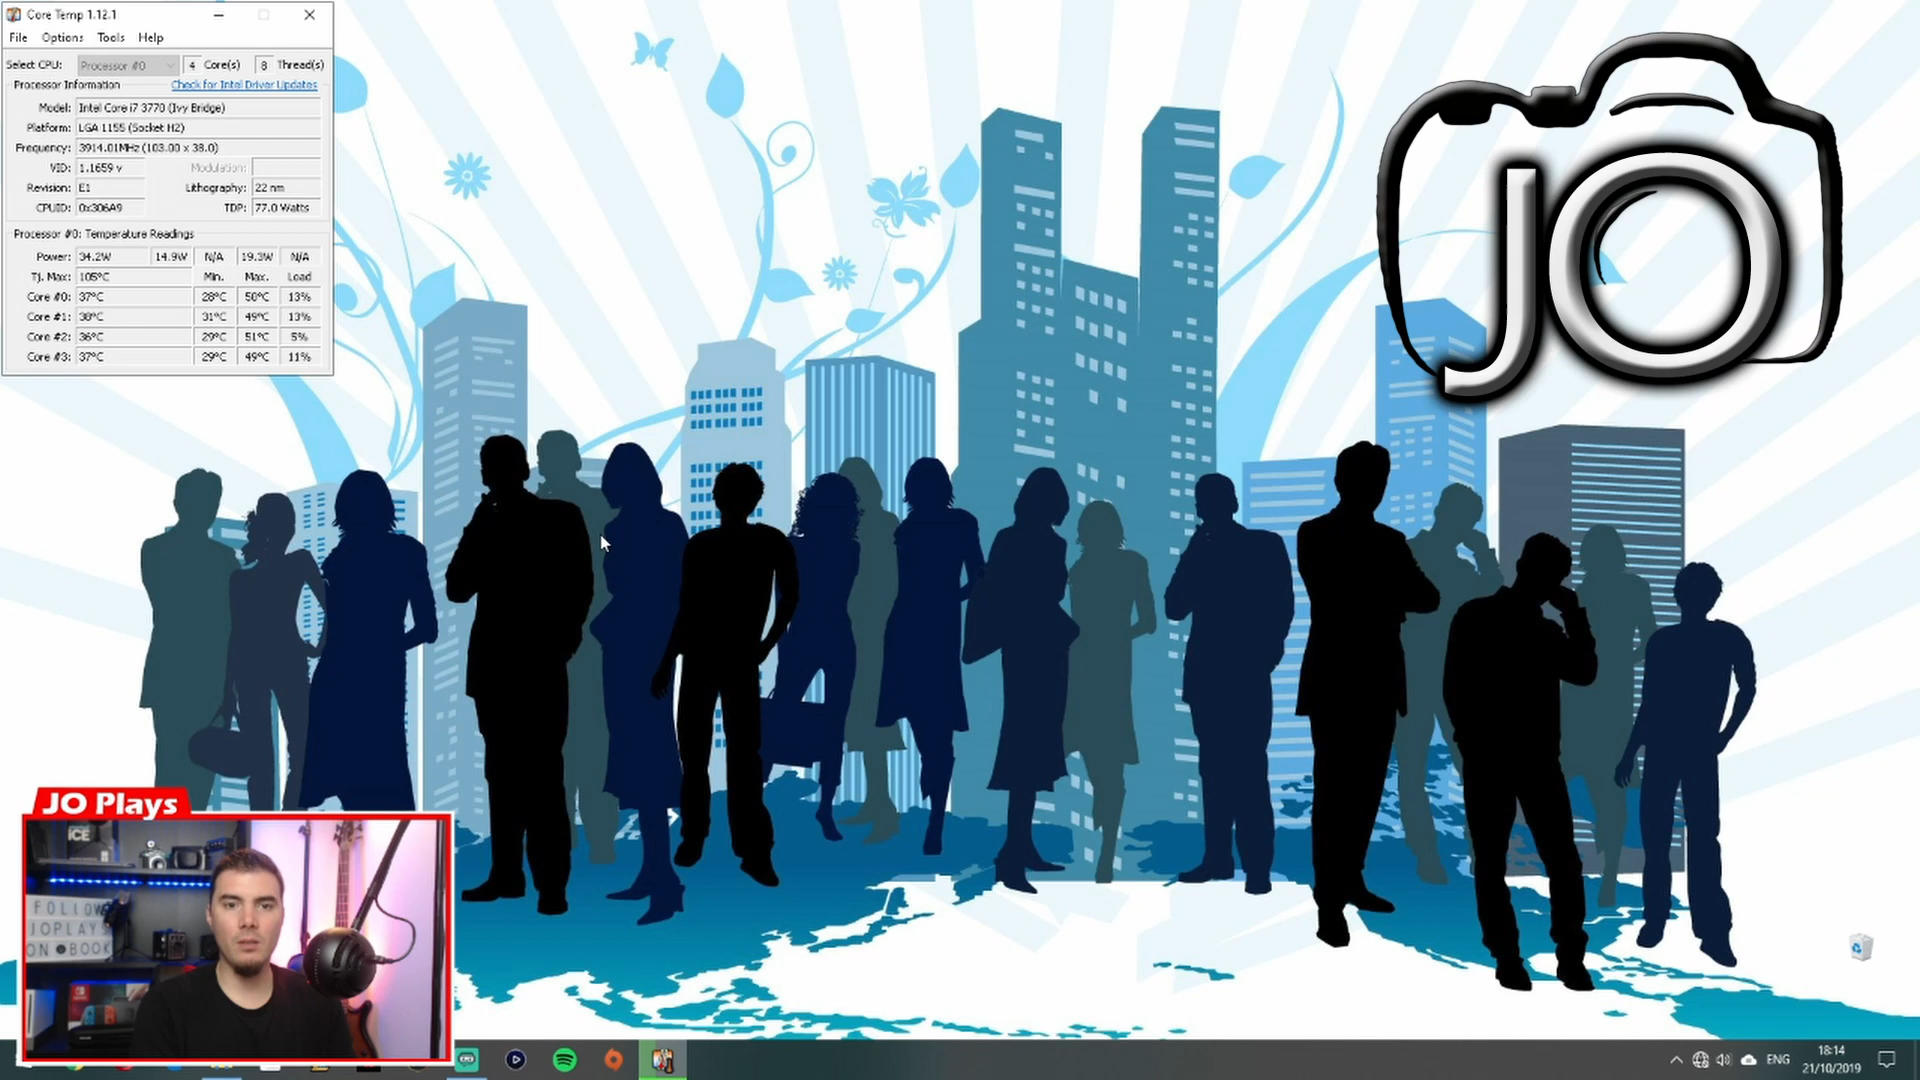 Core Temp 1.12.1
File Options Tools Help
Select CPU: Processor #0 4 Core(s) 8 Thread(s)
Processor Information Check for Intel Driver Updates
Model: Intel Core i7 3770 (Ivy Bridge)
Platform: LGA 1155 (Socket H2)
Frequency: 3914.01MHz (103.00 x 38.0)
VID: 1.1659 v Modulation:
Revision: E1 Lithography: 22 nm
CPUID: 0x306A9 TDP: 77.0 Watts
Processor #0: Temperature Readings
Power: 34.2W 14.9W N/A 19.3W N/A
Tj. Max: 105°C Min. Max. Load
Core #0: 37°C 28°C 50°C 13%
Core #1: 38°C 31°C 49°C 13%
Core #2: 36°C 29°C 51°C 5%
Core #3: 37°C 29°C 49°C 11%
JO
JO Plays
ICE
FOLLOW
JOPLAYS
ON BOOK
ENG
18:14
21/10/2019